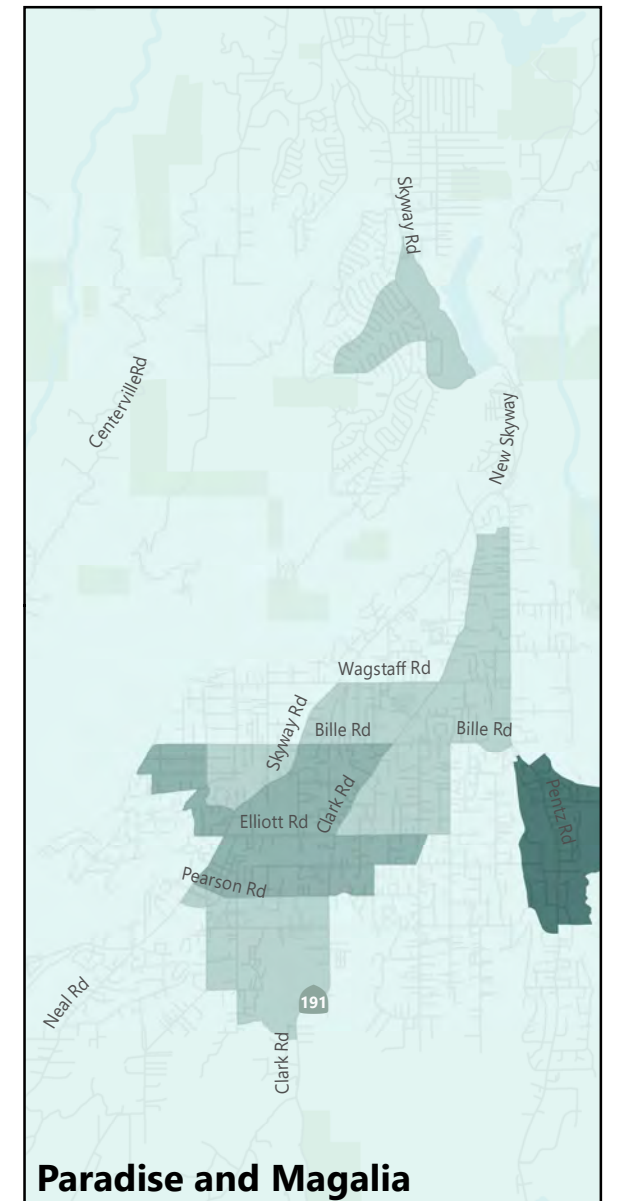 Skyway Rd
CentervilleRd
New Skyway
Wagstaff Rd
Skyway Rd
Bille Rd
Bille Rd
Pentz Rd
Clark Rd
Elliott Rd
Pearson Rd
Neal Rd
191
Clark Rd
Paradise and Magalia